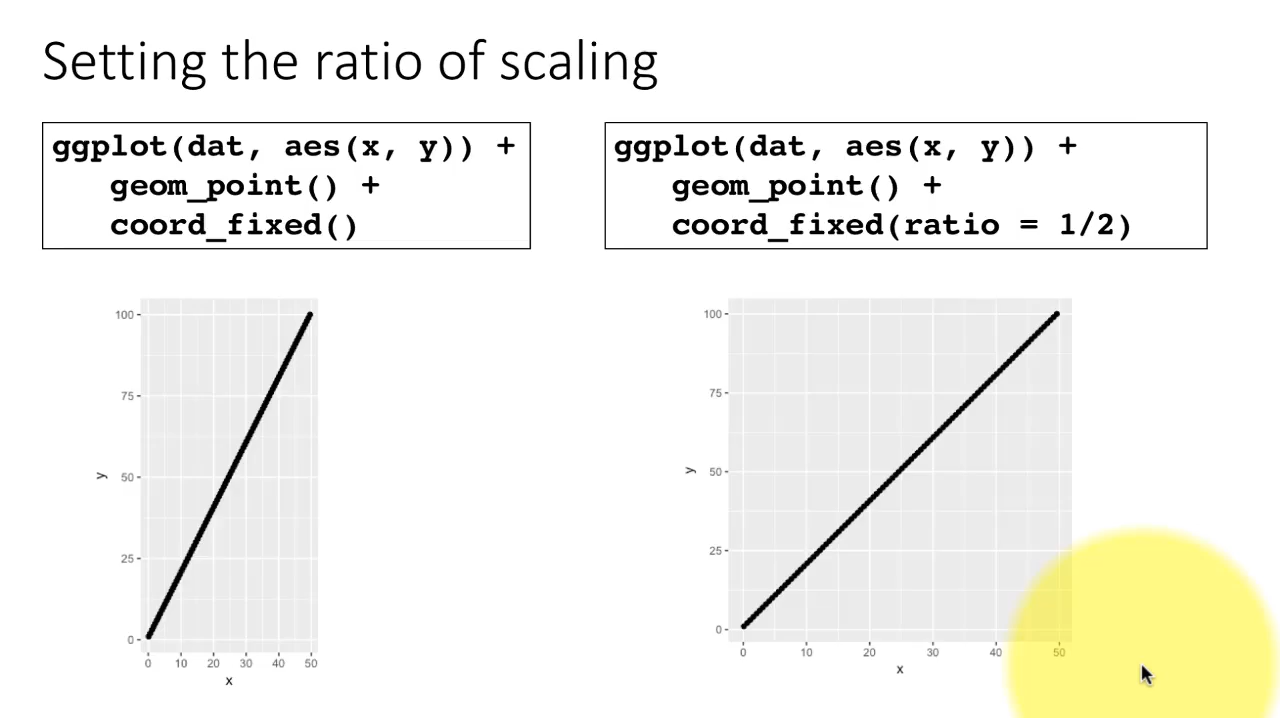 Setting the ratio of scaling
ggplot(dat, aes(x, y)) +
geom_point() +
coord_fixed()
ggplot(dat, aes(x, y)) +
geom_point() +
coord_fixed(ratio = 1/2)
100
75
50
25
0
y
0 10 20 30 40 50
x
100
75
50
25
0
y
0 10 20 30 40 50
x